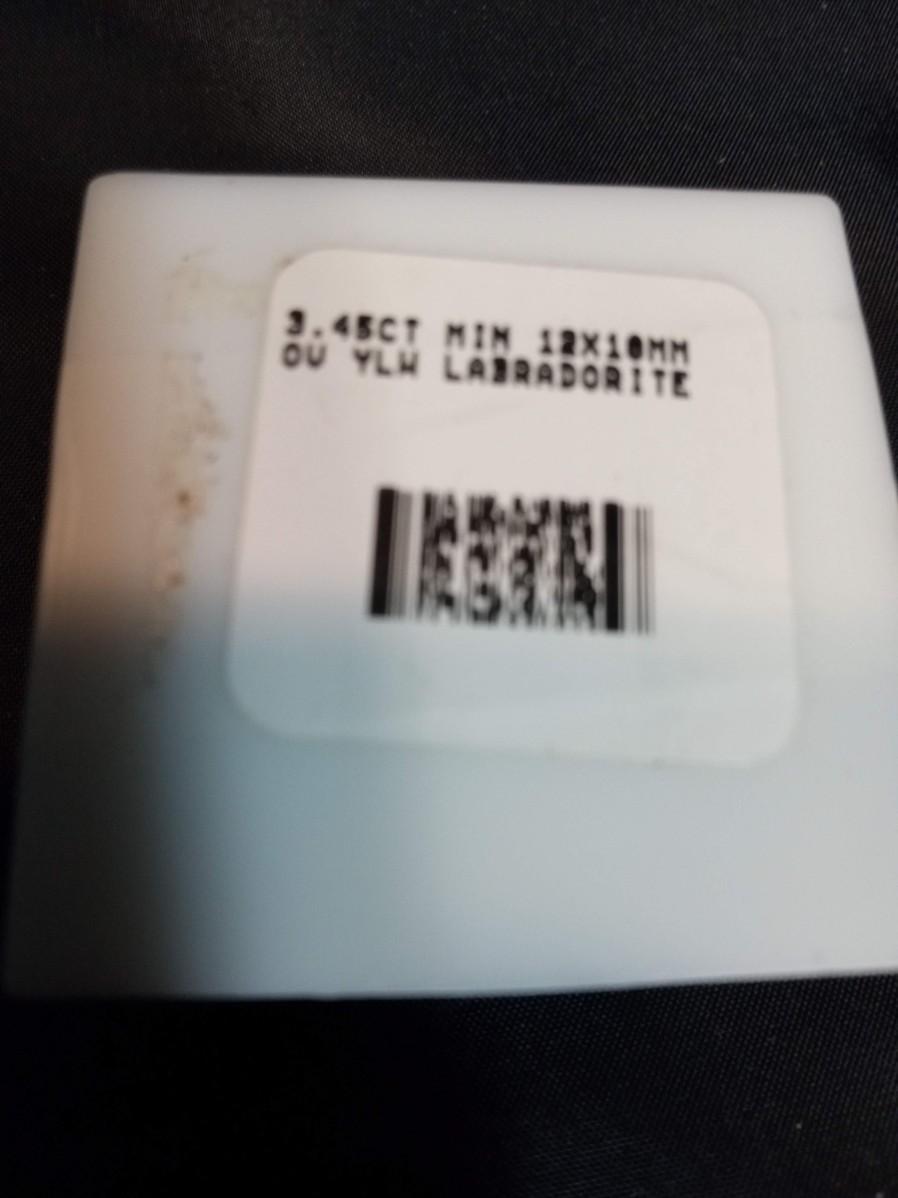 3.45CT MIN 12X10MM
OV YLW LABRADORITE